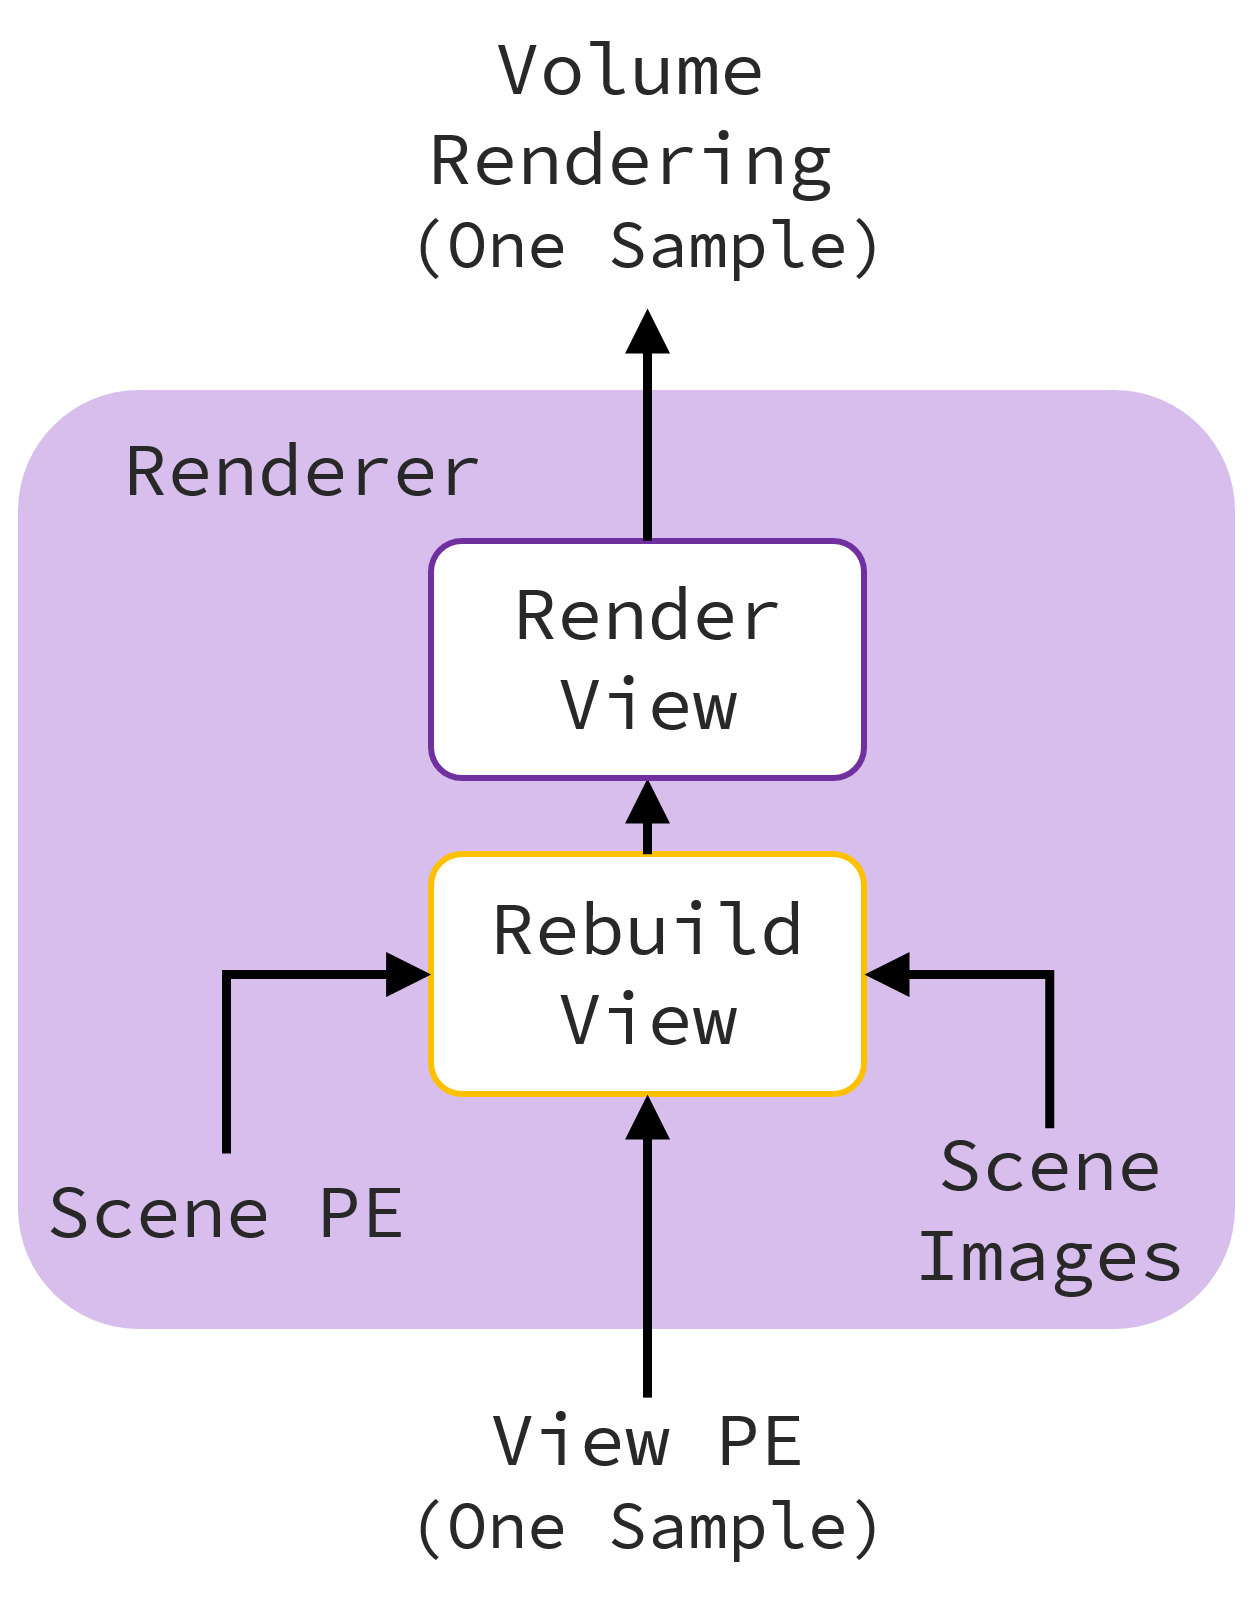 Volume
Rendering
(One Sample)
Renderer
Render
View
Rebuild
View
Scene PE
Scene
Images
View PE
(One Sample)